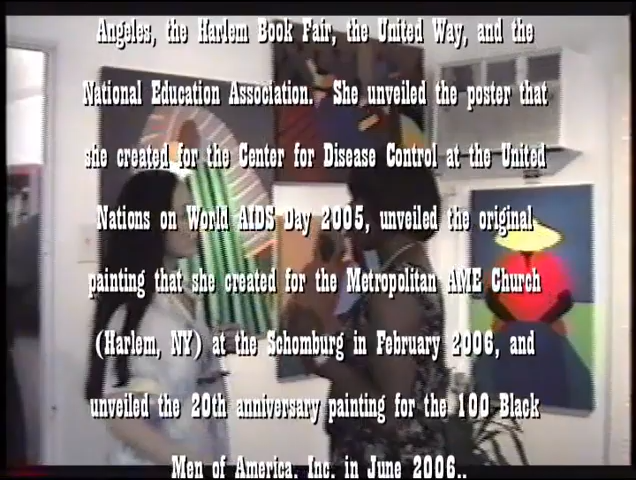 Angeles, the Harlem Book Fair, the United Way, and the
National Education Association. She unveiled the poster that
she created for the Center for Disease Control at the United
Nations on World AIDS Day 2005, unveiled the original
painting that she created for the Metropolitan AME Church
(Harlem, NY) at the Schomburg in February 2006, and
unveiled the 20th anniversary painting for the 100 Black
Men of America, Inc. in June 2006..